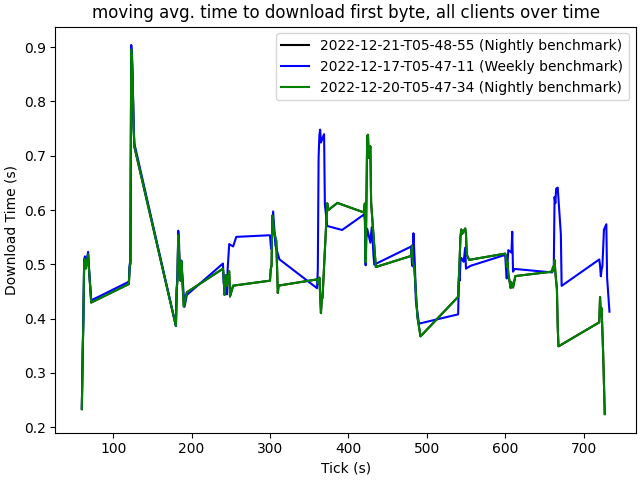 moving avg. time to download first byte, all clients over time
2022-12-21-T05-48-55 (Nightly benchmark)
2022-12-17-T05-47-11 (Weekly benchmark)
2022-12-20-T05-47-34 (Nightly benchmark)
Download Time (s)
0.9
0.8
0.7
0.6
0.5
0.4
0.3
0.2
100 200 300 400 500 600 700
Tick (s)